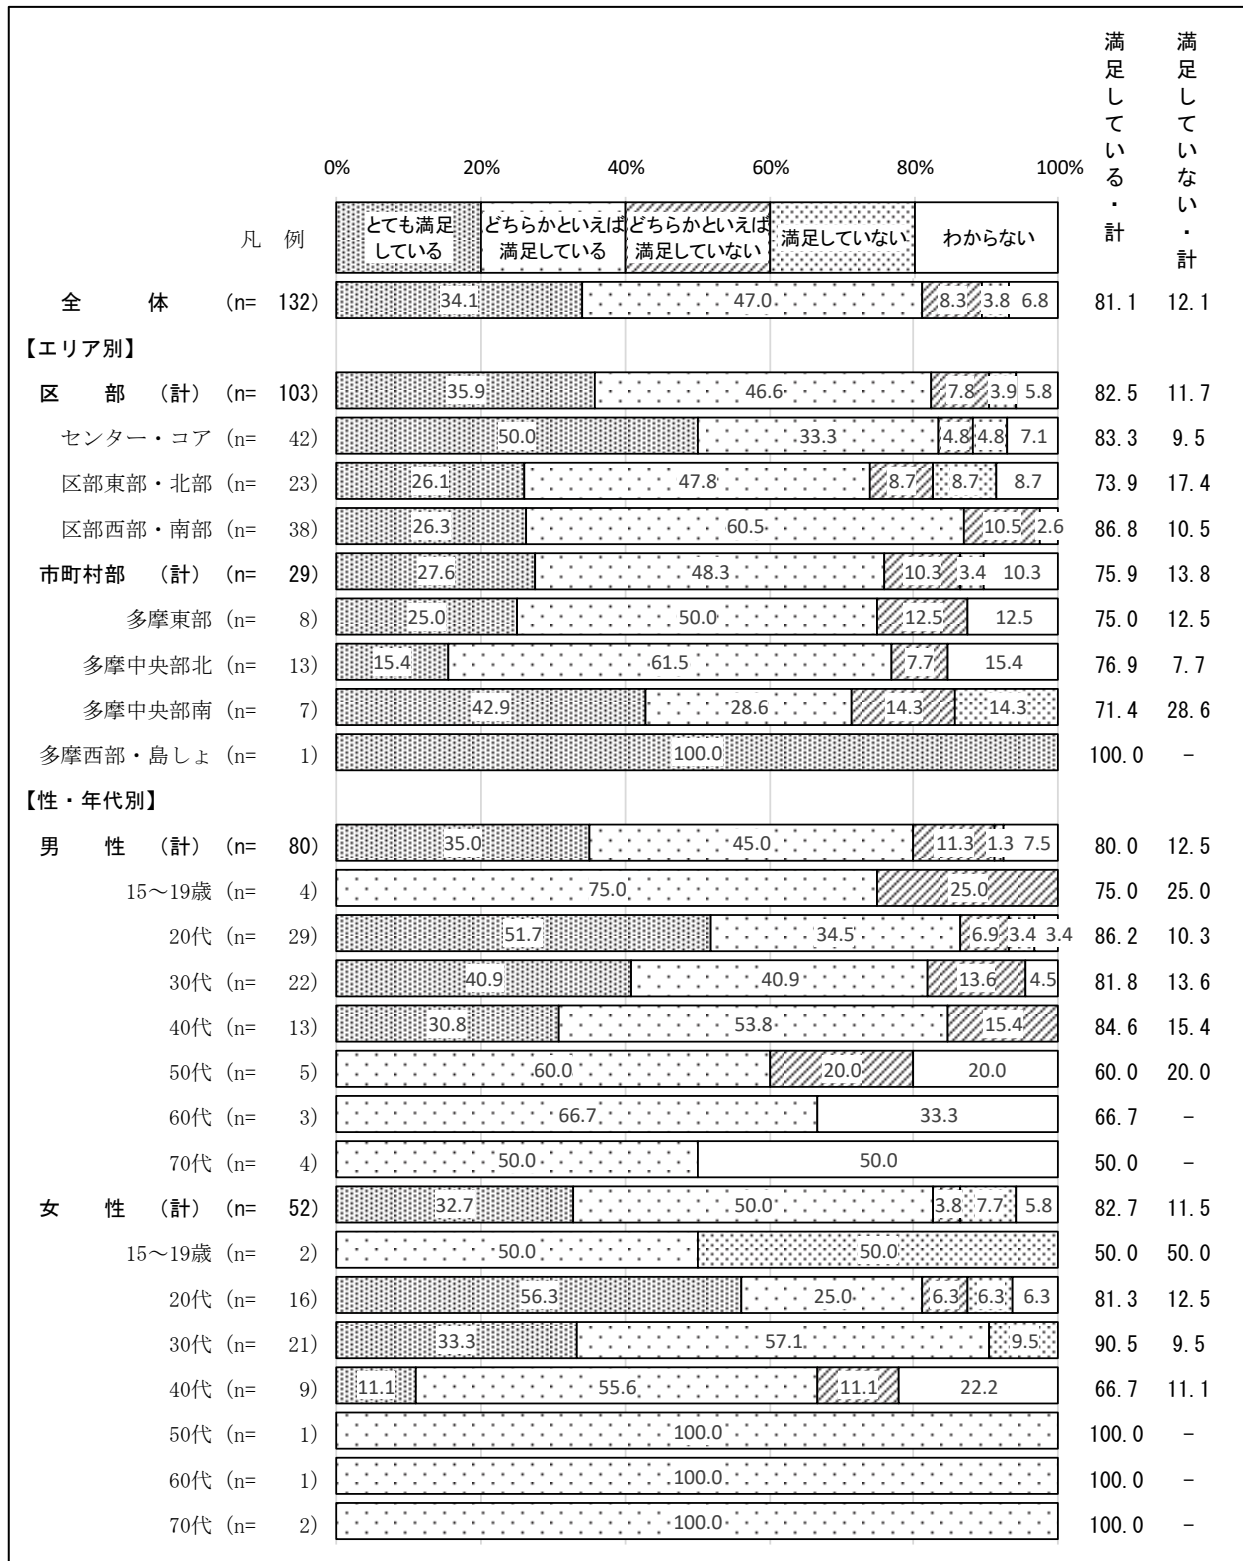 満足している・計
満足していない・計
0% 20% 40% 60% 80% 100%
凡 例 とても満足している どちらかといえば満足している どちらかといえば満足していない 満足していない わからない
全 体 (n= 132) 34.1 47.0 8.3 3.8 6.8 81.1 12.1
【エリア別】
区 部 (計) (n= 103) 35.9 46.6 7.8 3.9 5.8 82.5 11.7
センター・コア (n= 42) 50.0 33.3 4.8 4.8 7.1 83.3 9.5
区部東部・北部 (n= 23) 26.1 47.8 8.7 8.7 8.7 73.9 17.4
区部西部・南部 (n= 38) 26.3 60.5 10.5 2.6 86.8 10.5
市町村部 (計) (n= 29) 27.6 48.3 10.3 3.4 10.3 75.9 13.8
多摩東部 (n= 8) 25.0 50.0 12.5 12.5 75.0 12.5
多摩中央部北 (n= 13) 15.4 61.5 7.7 15.4 76.9 7.7
多摩中央部南 (n= 7) 42.9 28.6 14.3 14.3 71.4 28.6
多摩西部・島しょ (n= 1) 100.0 100.0 －
【性・年代別】
男 性 (計) (n= 80) 35.0 45.0 11.3 1.3 7.5 80.0 12.5
15～19歳 (n= 4) 75.0 25.0 75.0 25.0
20代 (n= 29) 51.7 34.5 6.9 3.4 3.4 86.2 10.3
30代 (n= 22) 40.9 40.9 13.6 4.5 81.8 13.6
40代 (n= 13) 30.8 53.8 15.4 84.6 15.4
50代 (n= 5) 60.0 20.0 20.0 60.0 20.0
60代 (n= 3) 66.7 33.3 66.7 －
70代 (n= 4) 50.0 50.0 50.0 －
女 性 (計) (n= 52) 32.7 50.0 3.8 7.7 5.8 82.7 11.5
15～19歳 (n= 2) 50.0 50.0 50.0 50.0
20代 (n= 16) 56.3 25.0 6.3 6.3 6.3 81.3 12.5
30代 (n= 21) 33.3 57.1 9.5 90.5 9.5
40代 (n= 9) 11.1 55.6 11.1 22.2 66.7 11.1
50代 (n= 1) 100.0 100.0 －
60代 (n= 1) 100.0 100.0 －
70代 (n= 2) 100.0 100.0 －